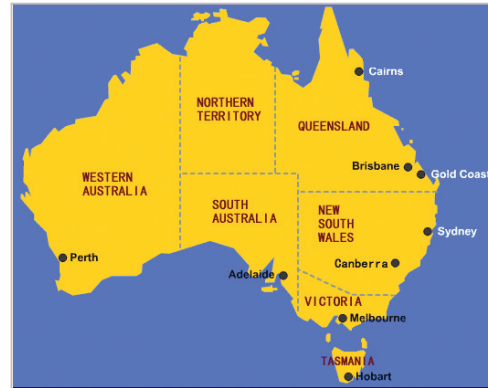 Cairns
NORTHERN
TERRITORY
QUEENSLAND
Brisbane
Gold Coast
WESTERN
AUSTRALIA
SOUTH
AUSTRALIA
NEW
SOUTH
WALES
Sydney
Perth
Canberra
Adelaide
VICTORIA
Melbourne
TASMANIA
Hobart